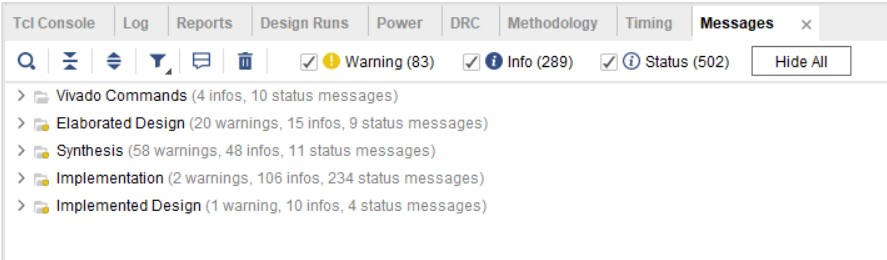 Tcl Console Log Reports Design Runs Power DRC Methodology Timing Messages
Warning (83) Info (289) Status (502) Hide All
Vivado Commands (4 infos, 10 status messages)
Elaborated Design (20 warnings, 15 infos, 9 status messages)
Synthesis (58 warnings, 48 infos, 11 status messages)
Implementation (2 warnings, 106 infos, 234 status messages)
Implemented Design (1 warning, 10 infos, 4 status messages)